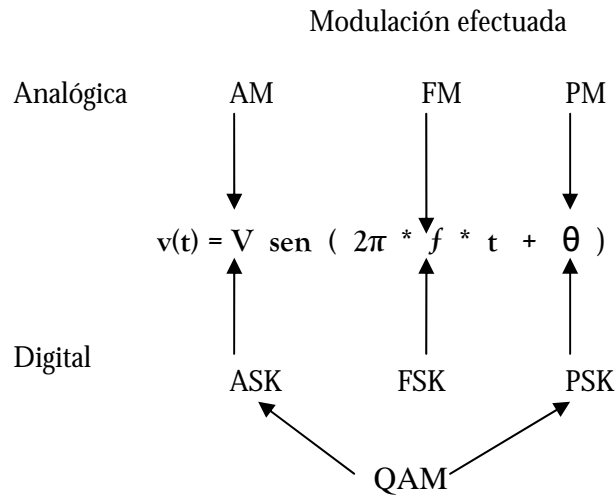 Modulación efectuada
Analógica AM FM PM
v(t) = V sen ( 2π * f * t + θ )
Digital
ASK FSK PSK
QAM